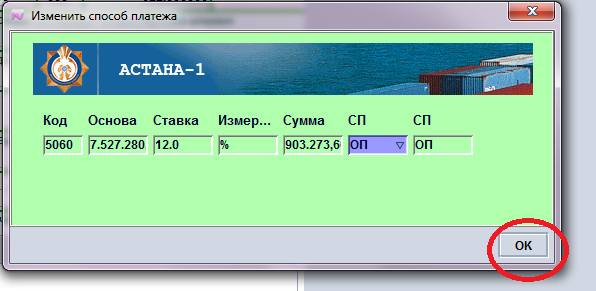 Изменить способ платежа
АСТАНА-1
Код Основа Ставка Измер... Сумма СП СП
5060 7.527.280 12.0 % 903.273,6 ОП ОП
OK